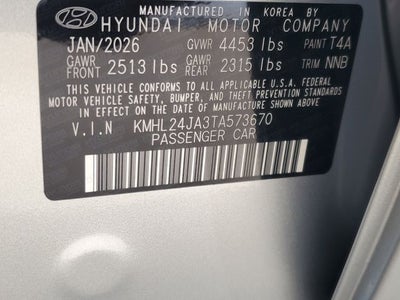 MANUFACTURED IN KOREA BY
HYUNDAI MOTOR COMPANY
JAN/2026 GVWR 4453 lbs PAINT T4A
GAWR FRONT 2513 lbs GAWR REAR 2315 lbs TRIM NNB
THIS VEHICLE CONFORMS TO ALL APPLICABLE U.S.A. FEDERAL
MOTOR VEHICLE SAFETY, BUMPER, AND THEFT PREVENTION STANDARDS
IN EFFECT ON THE DATE OF MANUFACTURE SHOWN ABOVE.
V.I.N KMHL24JA3TA573670
PASSENGER CAR